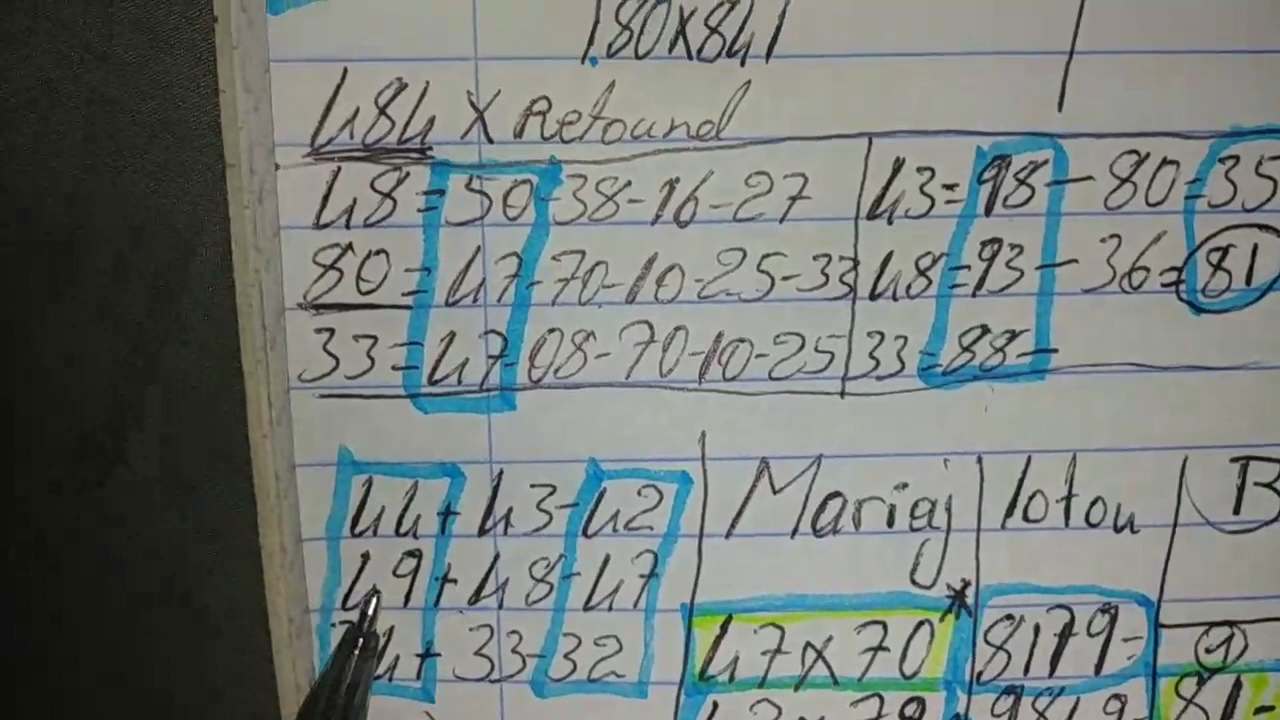 180x841
484 x Retound
48=50-38-16-27 43=98-80=35
80=47-70-10-25-33 48=93-36=81
33=47-08-70-10-25 33=88-
44+43-42 Mariaj lotou B
49+48-47
34+33-32 47x70* 8179- 
81-